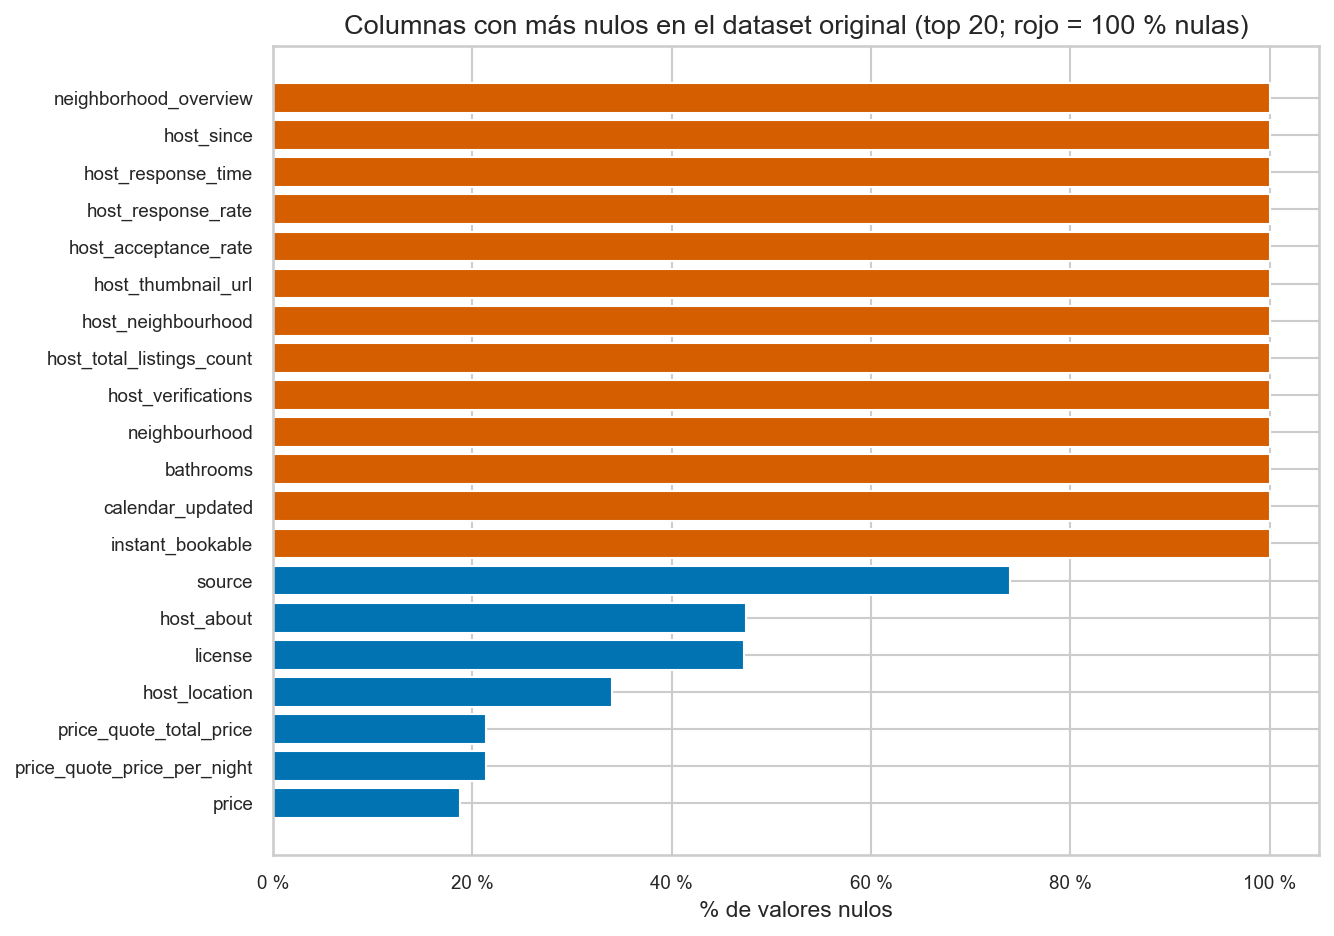 Columnas con más nulos en el dataset original (top 20; rojo = 100 % nulas)
neighborhood_overview
host_since
host_response_time
host_response_rate
host_acceptance_rate
host_thumbnail_url
host_neighbourhood
host_total_listings_count
host_verifications
neighbourhood
bathrooms
calendar_updated
instant_bookable
source
host_about
license
host_location
price_quote_total_price
price_quote_price_per_night
price
0 % 20 % 40 % 60 % 80 % 100 %
% de valores nulos